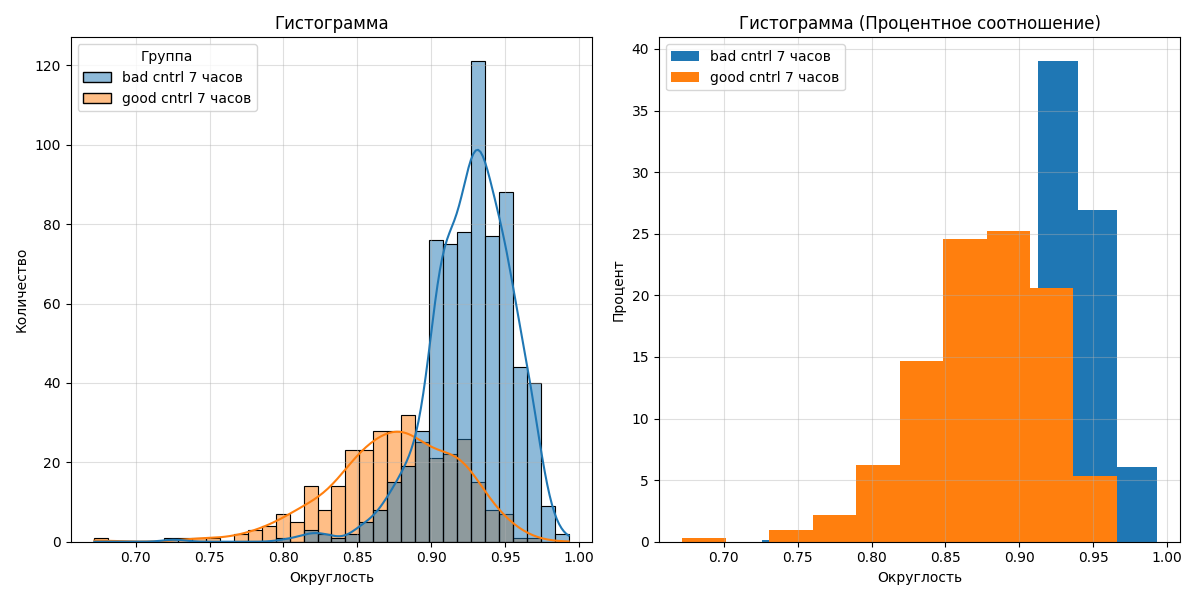 Гистограмма
Группа
bad cntrl 7 часов
good cntrl 7 часов
Количество
120
100
80
60
40
20
0
0.70 0.75 0.80 0.85 0.90 0.95 1.00
Округлость
Гистограмма (Процентное соотношение)
bad cntrl 7 часов
good cntrl 7 часов
Процент
40
35
30
25
20
15
10
5
0
0.70 0.75 0.80 0.85 0.90 0.95 1.00
Округлость